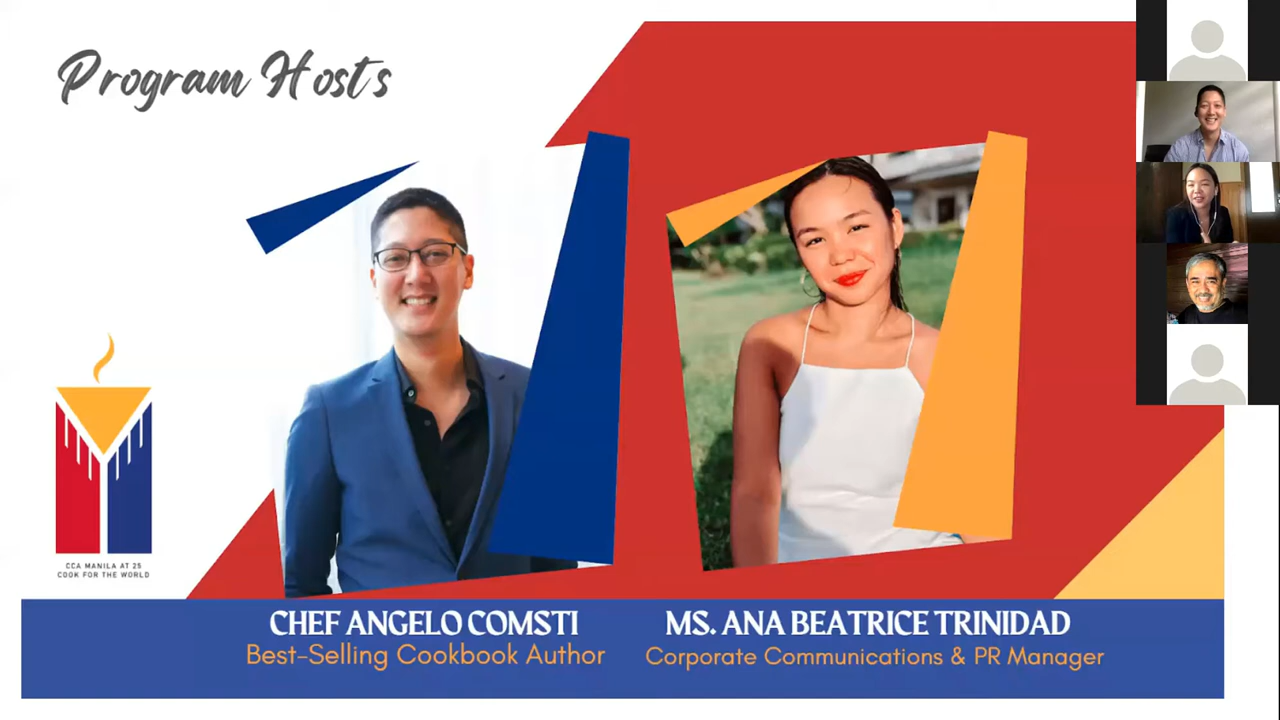 Program Hosts
CCA MANILA AT 25
COOK FOR THE WORLD
CHEF ANGELO COMSTI
Best-Selling Cookbook Author
MS. ANA BEATRICE TRINIDAD
Corporate Communications & PR Manager